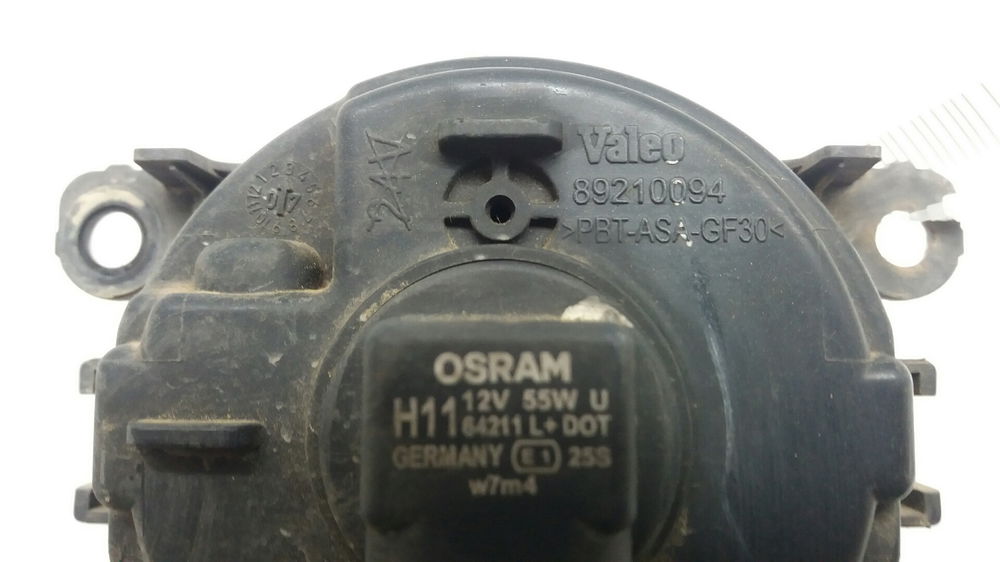 Valeo
89210094
>PBT-ASA-GF30<
OSRAM
H11 12V 55W U
64211 L+ DOT
GERMANY E1 25S
w7m4